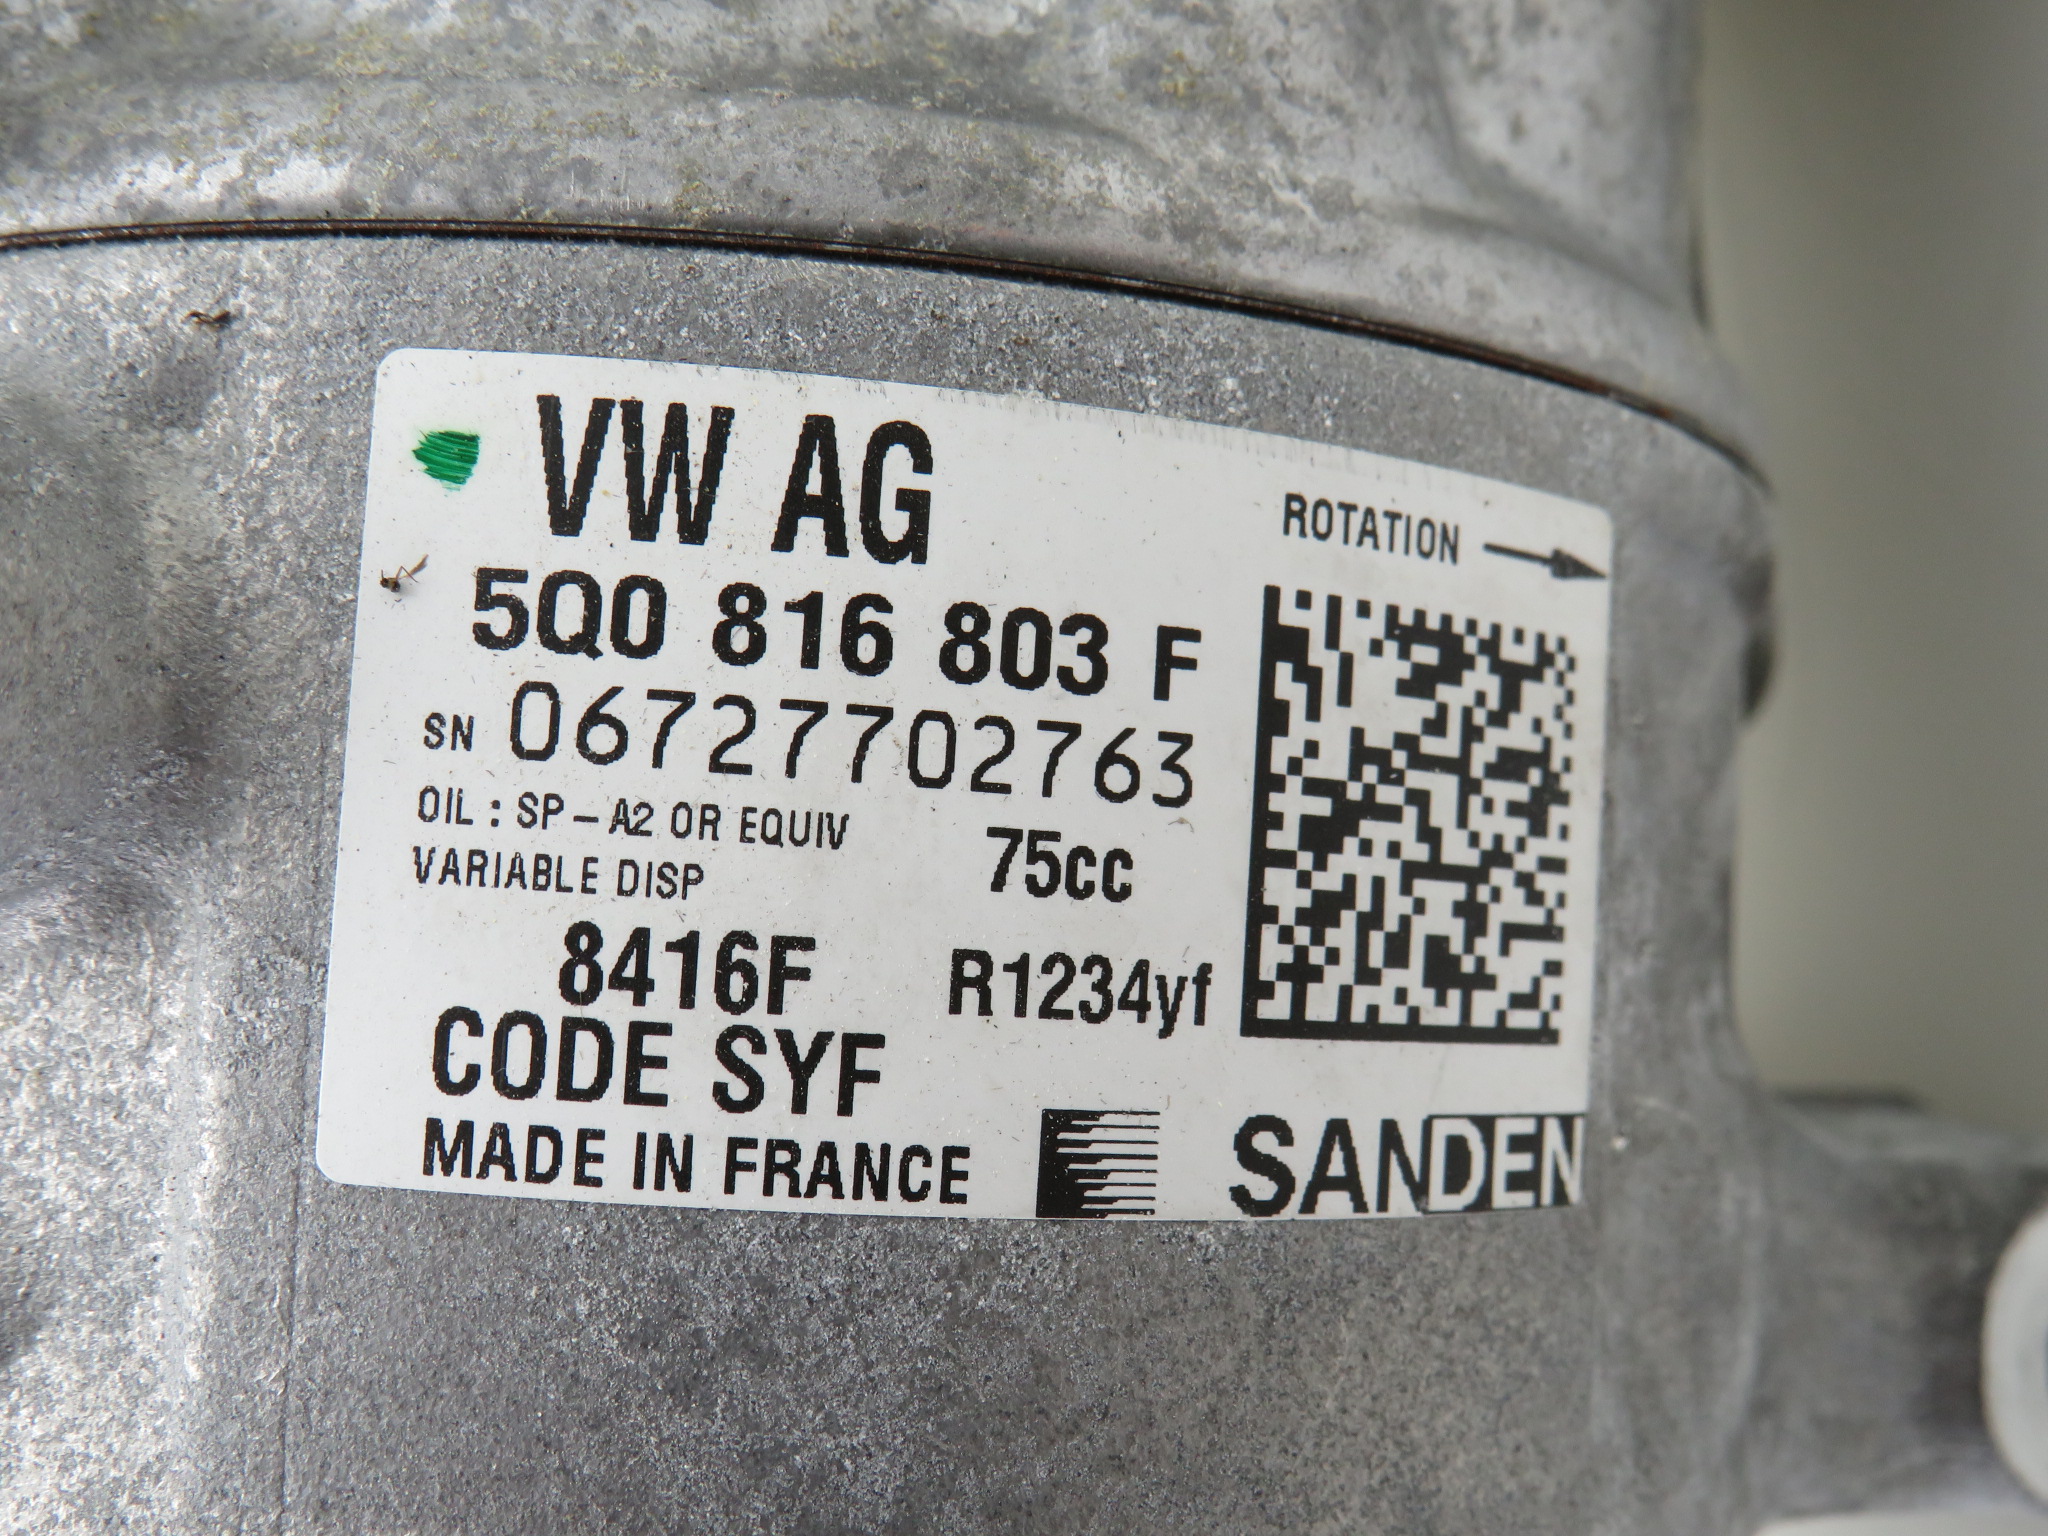 VW AG
ROTATION
5Q0 816 803 F
SN 06727702763
OIL : SP-A2 OR EQUIV
VARIABLE DISP 75cc
8416F R1234yf
CODE SYF
MADE IN FRANCE
SANDEN